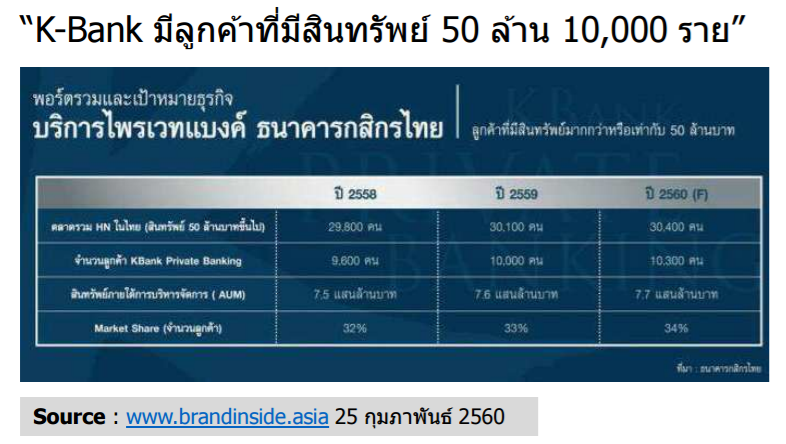 “K-Bank มีลูกค้าที่มีสินทรัพย์ 50 ล้าน 10,000 ราย”
พอร์ตรวมและเป้าหมายธุรกิจ
บริการไพรเวทแบงค์ ธนาคารกสิกรไทย
ลูกค้าที่มีสินทรัพย์มากกว่าหรือเท่ากับ 50 ล้านบาท
ปี 2558 ปี 2559 ปี 2560 (F)
ตลาดรวม HN ในไทย (สินทรัพย์ 50 ล้านบาทขึ้นไป) 29,800 คน 30,100 คน 30,400 คน
จำนวนลูกค้า KBank Private Banking 9,600 คน 10,000 คน 10,300 คน
สินทรัพย์ภายใต้การบริหารจัดการ ( AUM) 7.5 แสนล้านบาท 7.6 แสนล้านบาท 7.7 แสนล้านบาท
Market Share (จำนวนลูกค้า) 32% 33% 34%
ที่มา : ธนาคารกสิกรไทย
Source : www.brandinside.asia 25 กุมภาพันธ์ 2560
K BANK
PRIVATE
BANKING